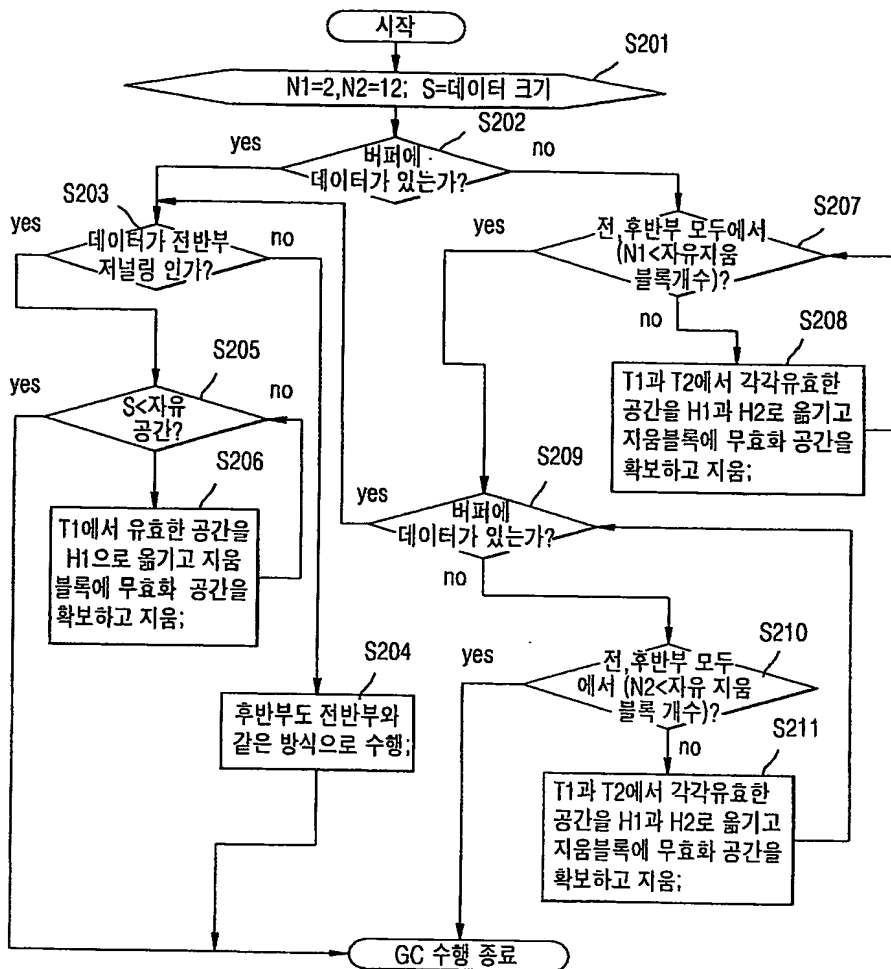 시작
S201
N1=2,N2=12; S=데이터 크기
S202
yes
버퍼에
데이터가 있는가?
no
S203
yes
데이터가 전반부
저널링 인가?
no
S207
yes
전,후반부 모두에서
(N1<자유지움
블록개수)?
no
S208
T1과 T2에서 각각유효한
공간을 H1과 H2로 옮기고
지움블록에 무효화 공간을
확보하고 지움;
S205
yes
S<자유
공간?
no
S206
T1에서 유효한 공간을
H1으로 옮기고 지움
블록에 무효화 공간을
확보하고 지움;
S209
yes
버퍼에
데이터가 있는가?
no
S204
후반부도 전반부와
같은 방식으로 수행;
S210
yes
전,후반부 모두
에서 (N2<자유 지움
블록 개수)?
no
S211
T1과 T2에서 각각유효한
공간을 H1과 H2로 옮기고
지움블록에 무효화 공간을
확보하고 지움;
GC 수행 종료